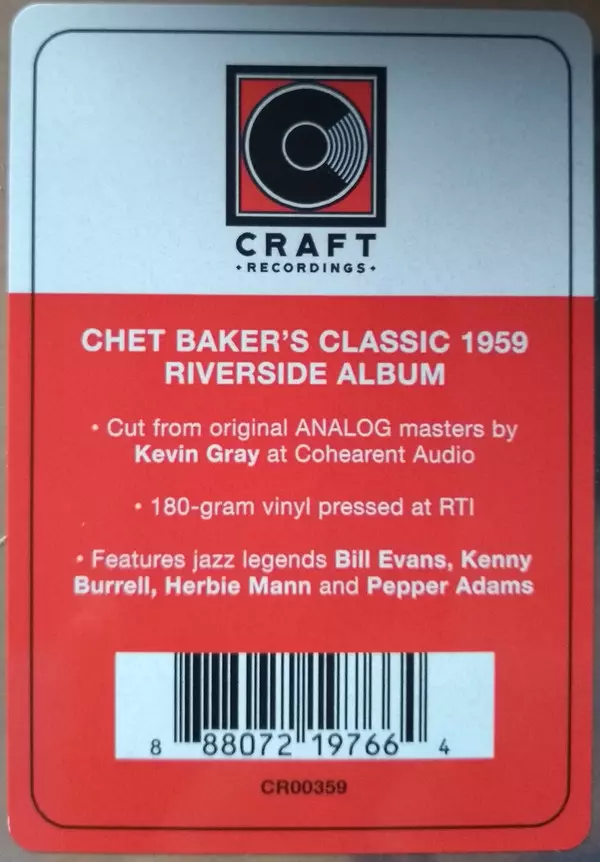 CRAFT
• RECORDINGS •
CHET BAKER'S CLASSIC 1959
RIVERSIDE ALBUM
• Cut from original ANALOG masters by
Kevin Gray at Cohearent Audio
• 180-gram vinyl pressed at RTI
• Features jazz legends Bill Evans, Kenny
Burrell, Herbie Mann and Pepper Adams
8 88072 19766 4
CR00359